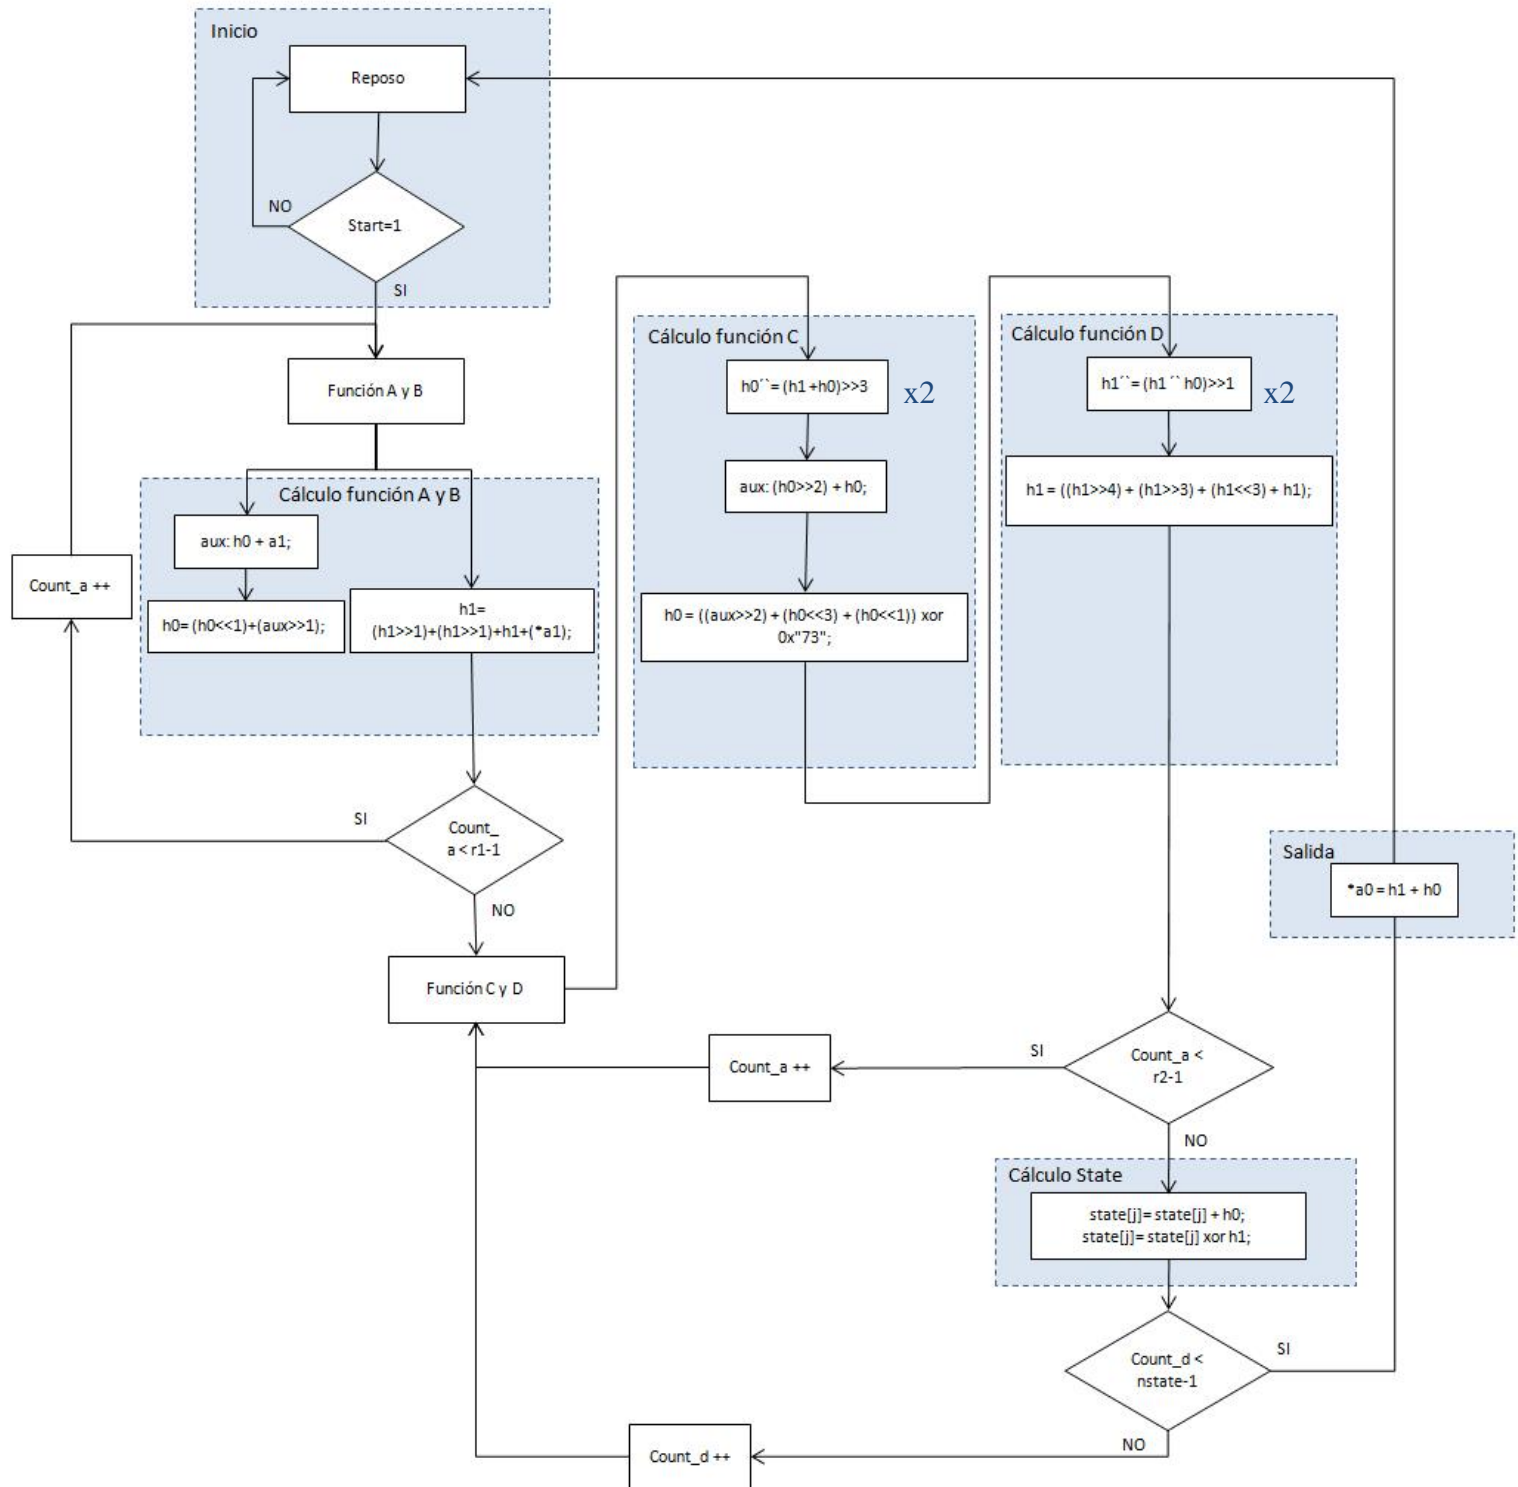 Inicio
Reposo
NO
Start=1
SI
Función A y B
Cálculo función A y B
aux: h0 + a1;
h0= (h0<<1)+(aux>>1);
h1=
(h1>>1)+(h1>>1)+h1+(*a1);
Count_a ++
SI
Count_
a < r1-1
NO
Función C y D
Cálculo función C
h0´`= (h1 +h0)>>3
x2
aux: (h0>>2) + h0;
h0 = ((aux>>2) + (h0<<3) + (h0<<1)) xor
0x"73";
Cálculo función D
h1´`= (h1 ´` h0)>>1
x2
h1 = ((h1>>4) + (h1>>3) + (h1<<3) + h1);
Salida
*a0 = h1 + h0
Count_a ++
SI
Count_a <
r2-1
NO
Cálculo State
state[j]= state[j] + h0;
state[j]= state[j] xor h1;
Count_d <
nstate-1
SI
NO
Count_d ++